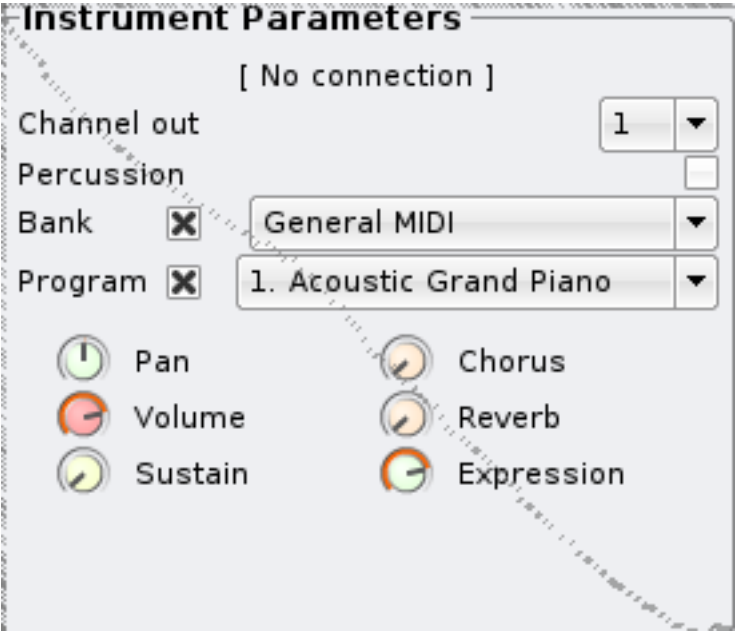 Instrument Parameters
[ No connection ]
Channel out 1
Percussion
Bank General MIDI
Program 1. Acoustic Grand Piano
Pan Chorus
Volume Reverb
Sustain Expression